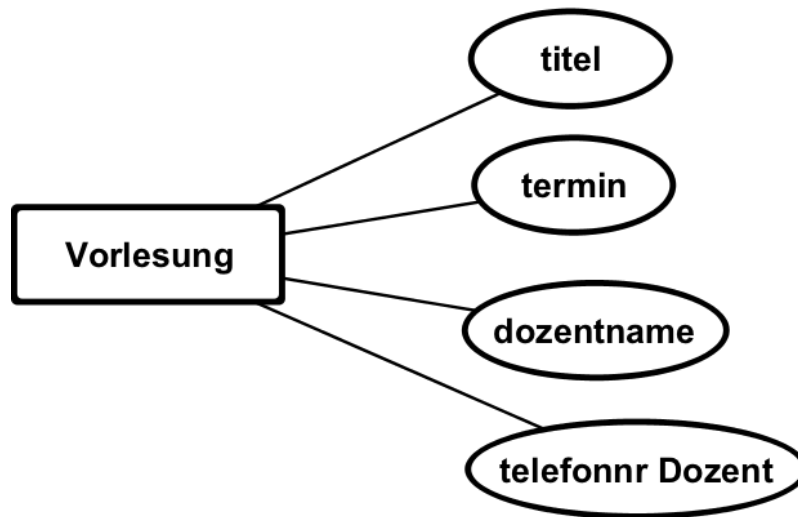 titel
termin
Vorlesung
dozentname
telefonnr Dozent